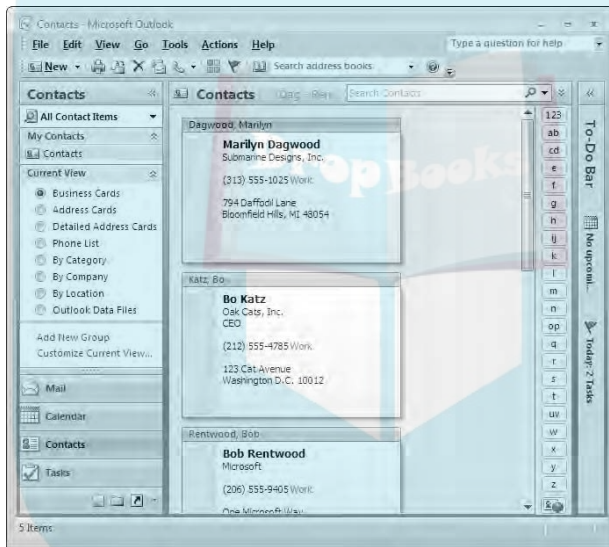 Contacts - Microsoft Outlook
File Edit View Go Tools Actions Help
Type a question for help
New
Search address books
Contacts
All Contact Items
My Contacts
Contacts
Current View
Business Cards
Address Cards
Detailed Address Cards
Phone List
By Category
By Company
By Location
Outlook Data Files
Add New Group
Customize Current View...
Mail
Calendar
Contacts
Tasks
Contacts
Search Contacts
Dagwood, Marilyn
Marilyn Dagwood
Submarine Designs, Inc.
(313) 555-1025 Work
794 Daffodil Lane
Bloomfield Hills, MI 48054
Katz, Bo
Bo Katz
Oak Cats, Inc.
CEO
(212) 555-4785 Work
123 Cat Avenue
Washington D.C. 10012
Rentwood, Bob
Bob Rentwood
Microsoft
(206) 555-9405 Work
One Microsoft Way
123
ab
cd
e
f
g
h
ij
k
l
m
n
op
q
r
s
t
uv
w
x
y
z
To-Do Bar
No upcomi...
Today: 2 Tasks
5 Items
Books